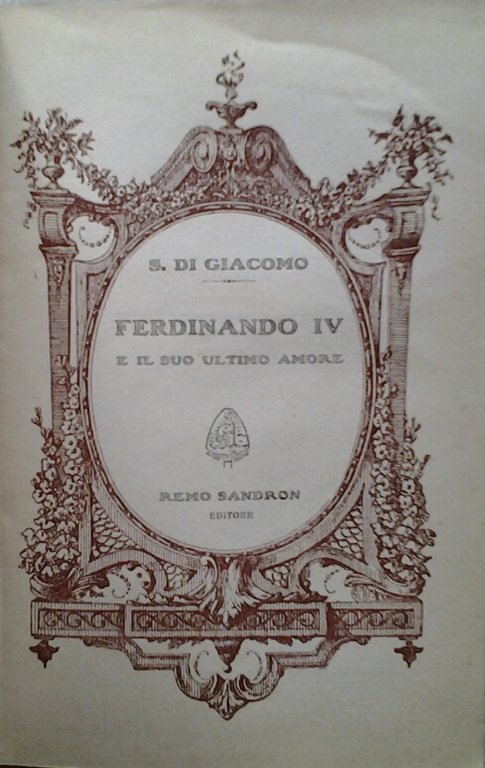 S. DI GIACOMO
FERDINANDO IV
E IL SUO ULTIMO AMORE
REMO SANDRON
EDITORE